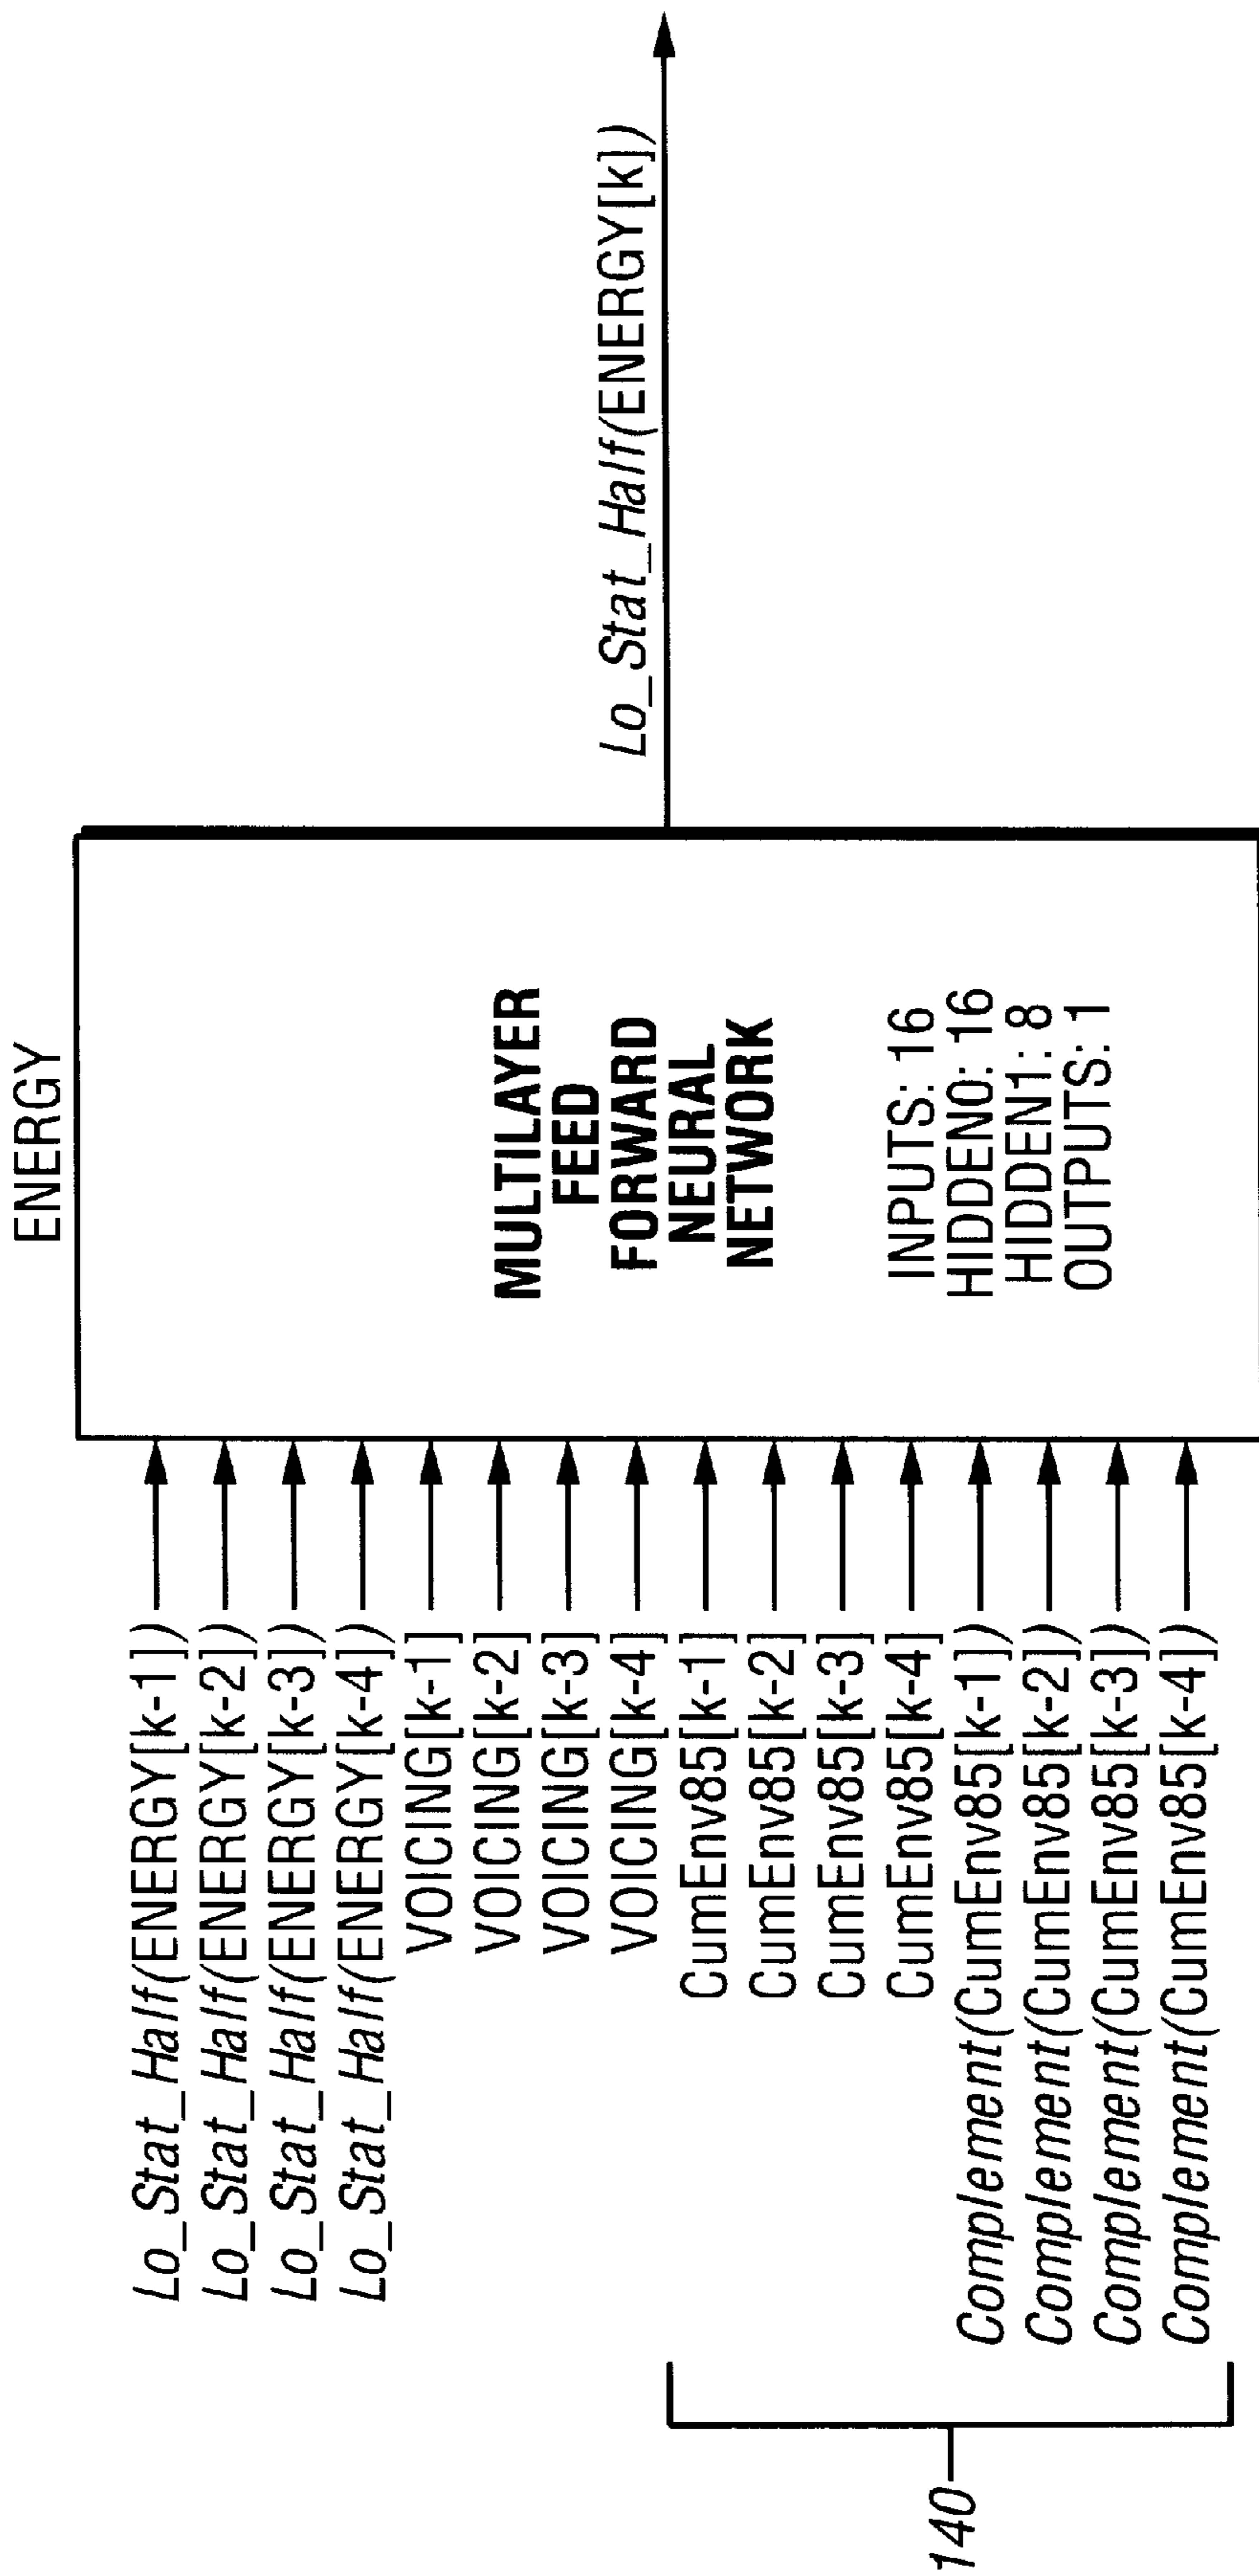 ENERGY
Lo_Stat_Half(ENERGY[k-1])
Lo_Stat_Half(ENERGY[k-2])
Lo_Stat_Half(ENERGY[k-3])
Lo_Stat_Half(ENERGY[k-4])
VOICING[k-1]
VOICING[k-2]
VOICING[k-3]
VOICING[k-4]
CumEnv85[k-1]
CumEnv85[k-2]
CumEnv85[k-3]
CumEnv85[k-4]
Complement(CumEnv85[k-1])
Complement(CumEnv85[k-2])
Complement(CumEnv85[k-3])
Complement(CumEnv85[k-4])
140
MULTILAYER
FEED
FORWARD
NEURAL
NETWORK
INPUTS: 16
HIDDEN0: 16
HIDDEN1: 8
OUTPUTS: 1
Lo_Stat_Half(ENERGY[k])